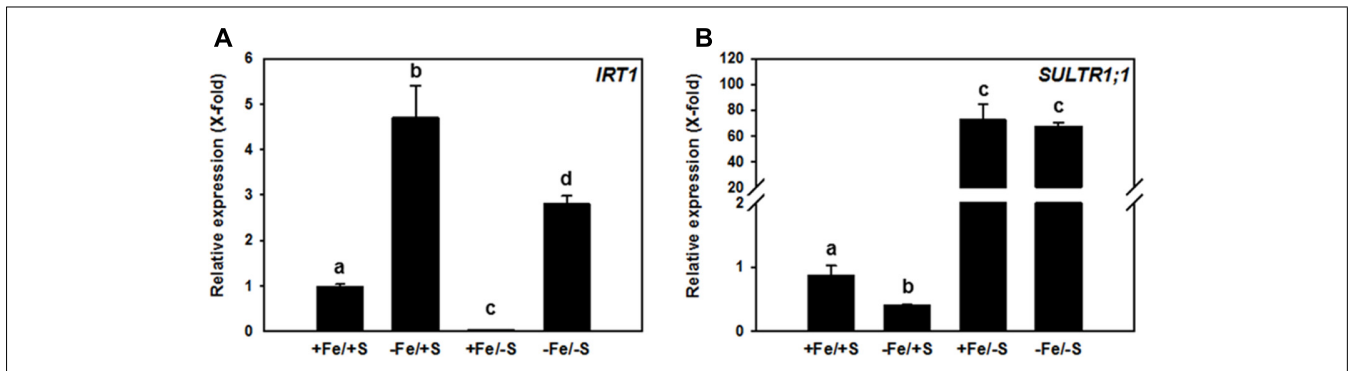 A
Relative expression (X-fold)
6
5
4
3
2
1
0
IRT1
a
b
c
d
+Fe/+S
-Fe/+S
+Fe/-S
-Fe/-S
B
Relative expression (X-fold)
120
100
80
60
40
20
2
1
0
SULTR1;1
a
b
c
c
+Fe/+S
-Fe/+S
+Fe/-S
-Fe/-S